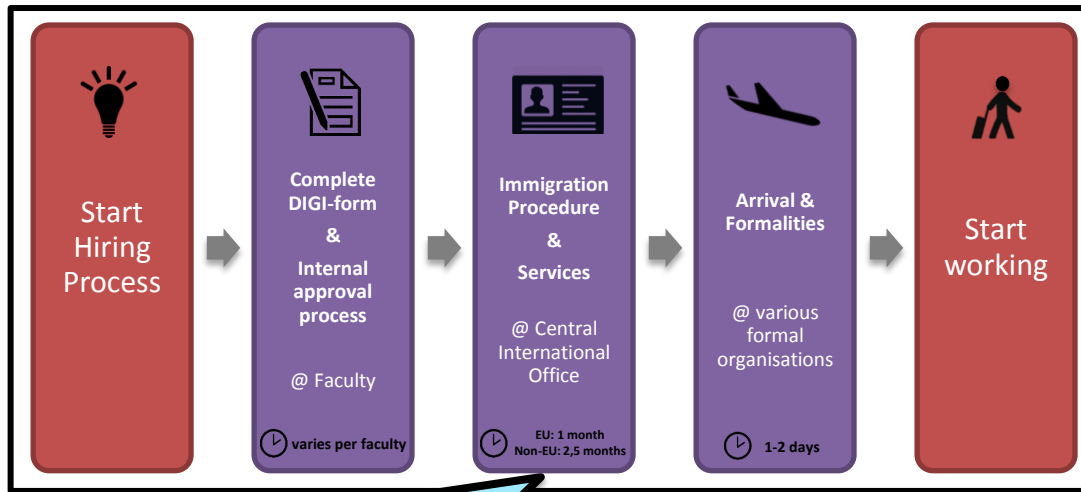 Start
Hiring
Process
Complete
DIGI-form
&
Internal
approval
process
@ Faculty
varies per faculty
Immigration
Procedure
&
Services
@ Central
International
Office
EU: 1 month
Non-EU: 2,5 months
Arrival &
Formalities
@ various
formal
organisations
1-2 days
Start
working